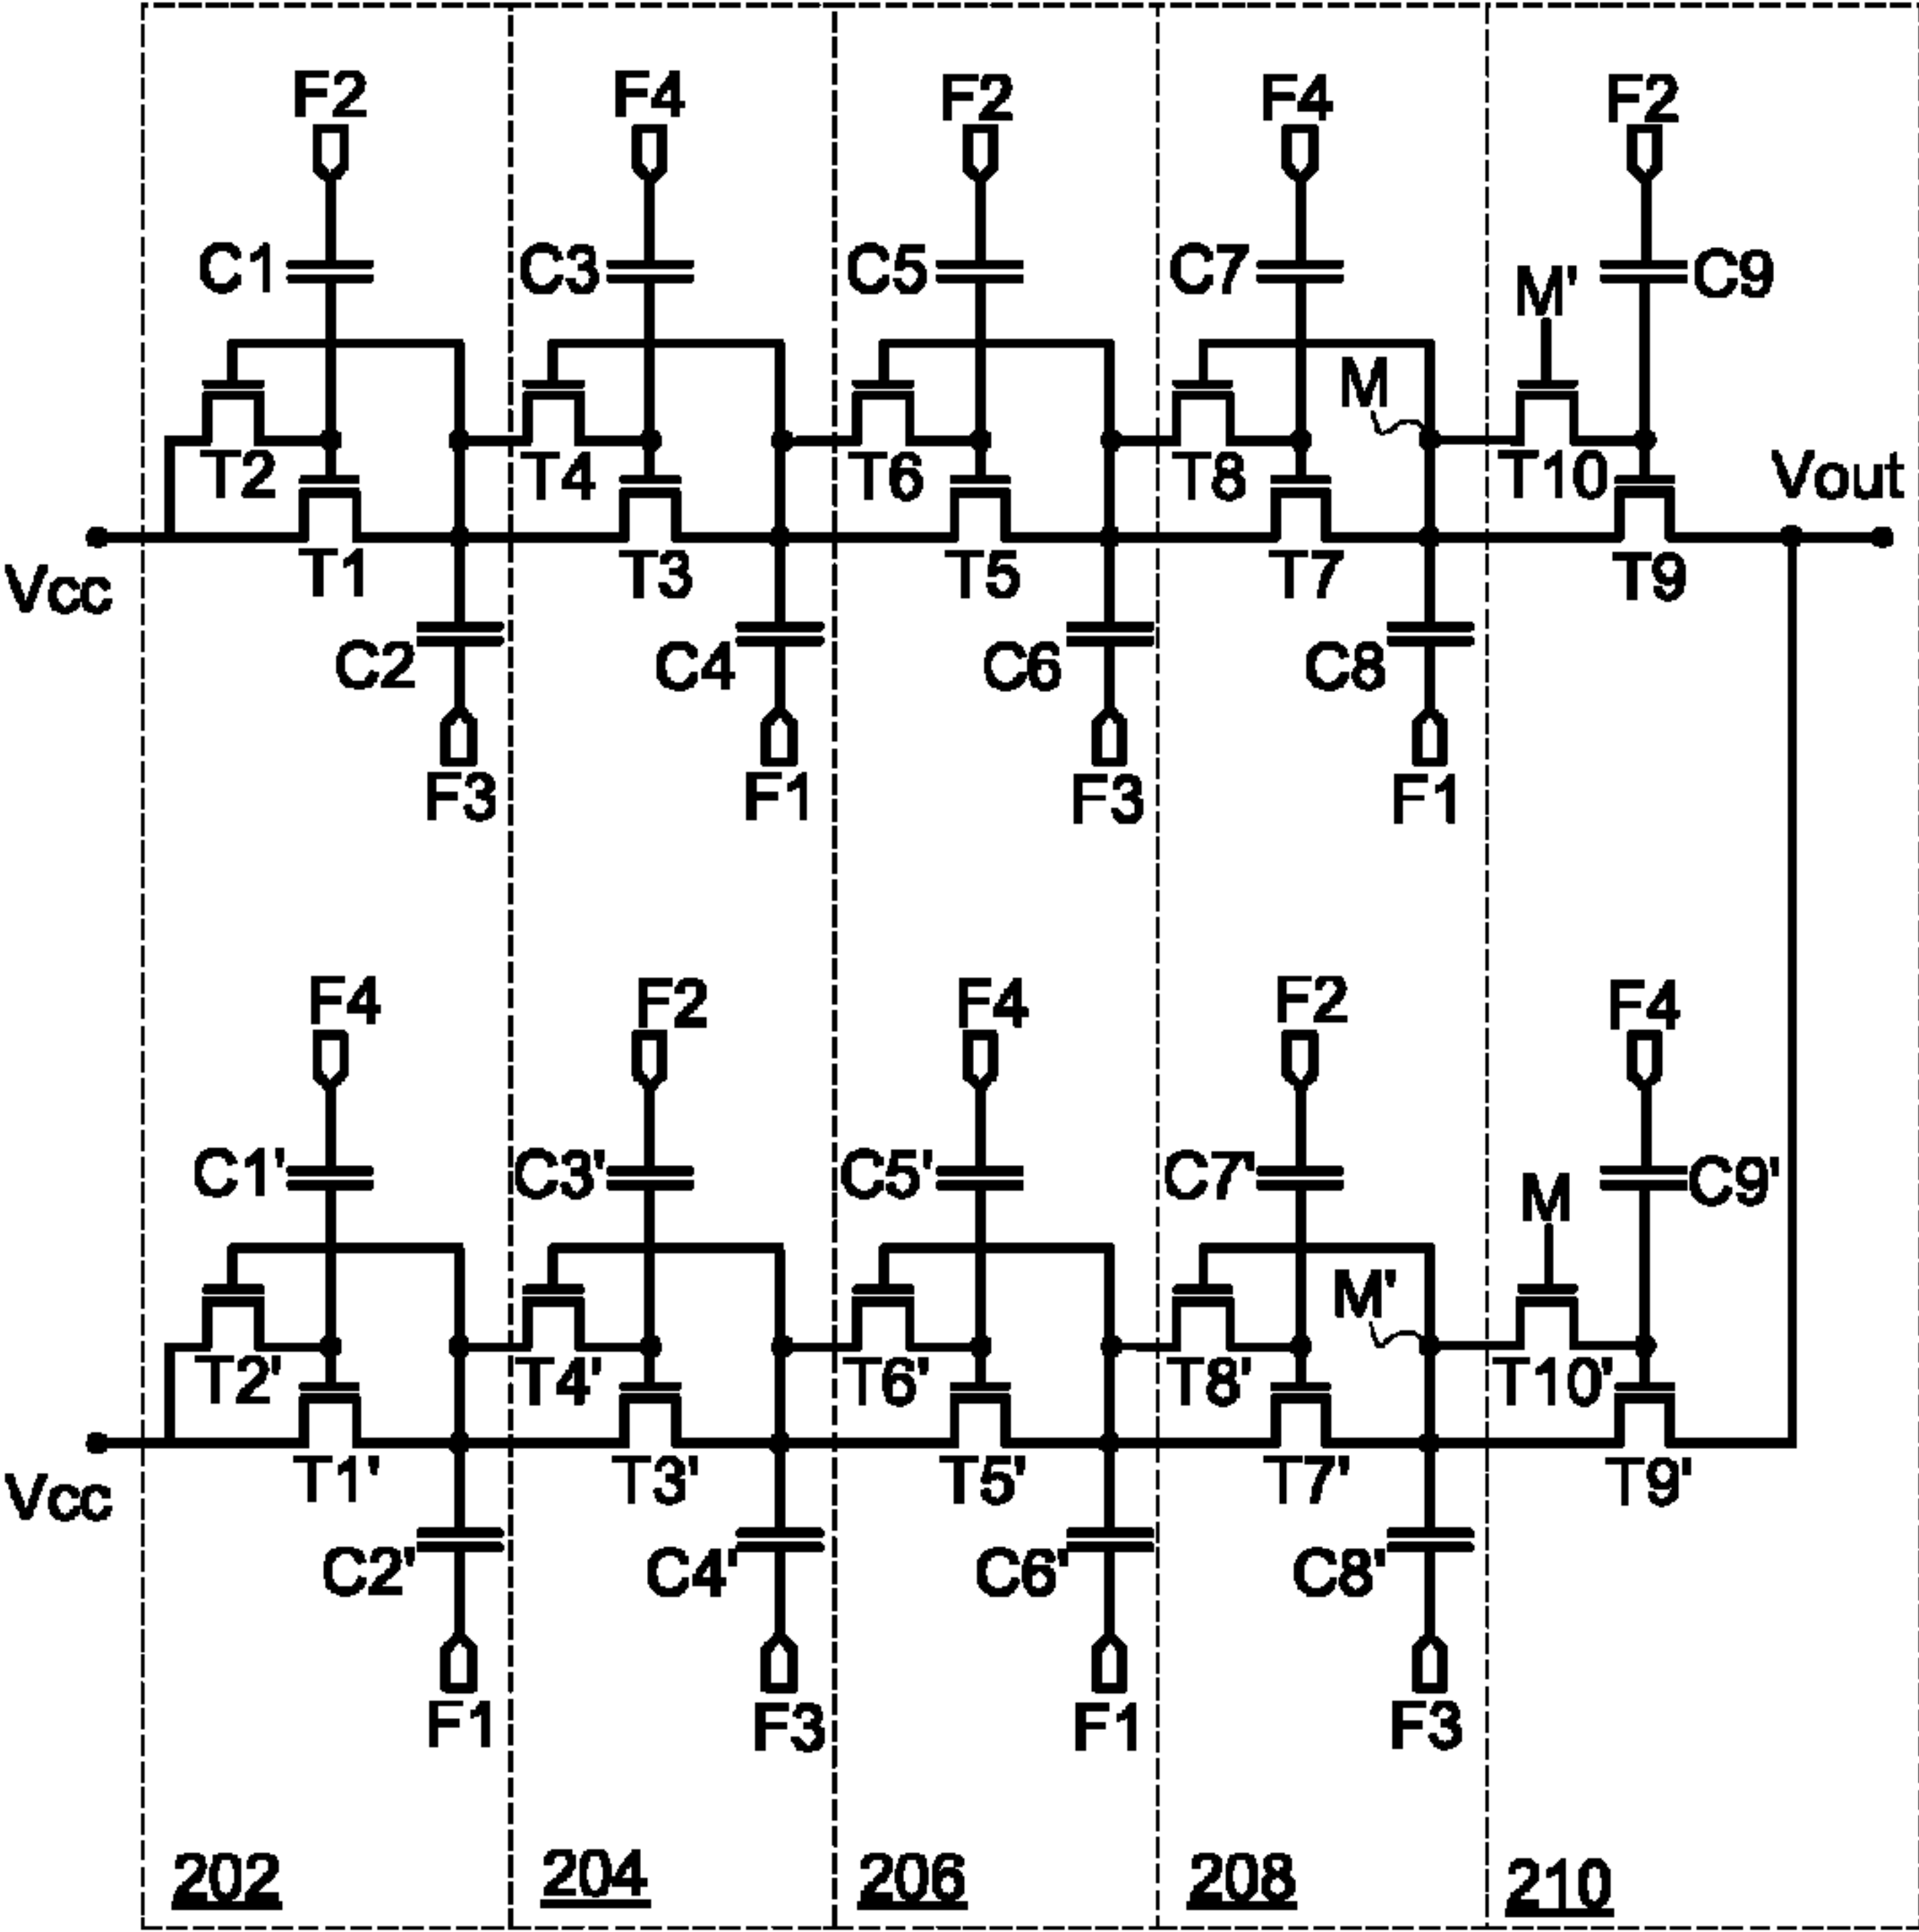 F2 F4 F2 F4 F2
C1 C3 C5 C7 M' C9
M
T2 T4 T6 T8 T10 Vout
Vcc T1 T3 T5 T7 T9
C2 C4 C6 C8
F3 F1 F3 F1
F4 F2 F4 F2 F4
C1' C3' C5' C7' M C9'
M'
T2' T4' T6' T8' T10'
Vcc T1' T3' T5' T7' T9'
C2' C4' C6' C8'
F1 F3 F1 F3
202 204 206 208 210